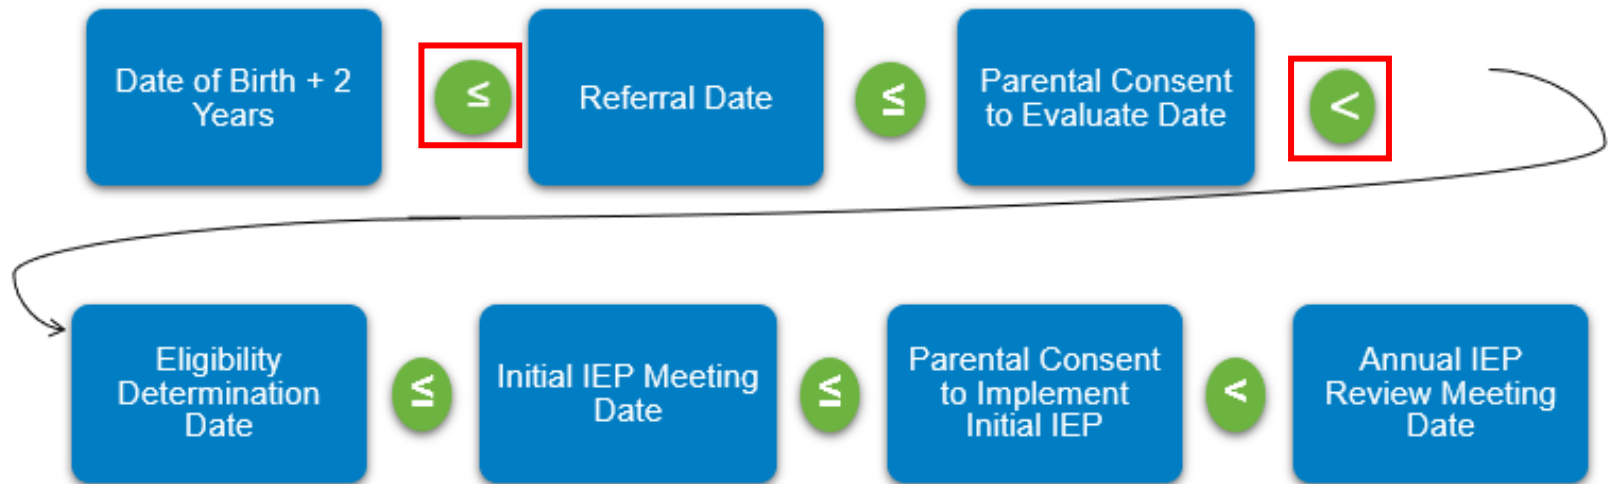 Date of Birth + 2
Years
≤
Referral Date
≤
Parental Consent
to Evaluate Date
<
Eligibility
Determination
Date
≤
Initial IEP Meeting
Date
≤
Parental Consent
to Implement
Initial IEP
<
Annual IEP
Review Meeting
Date